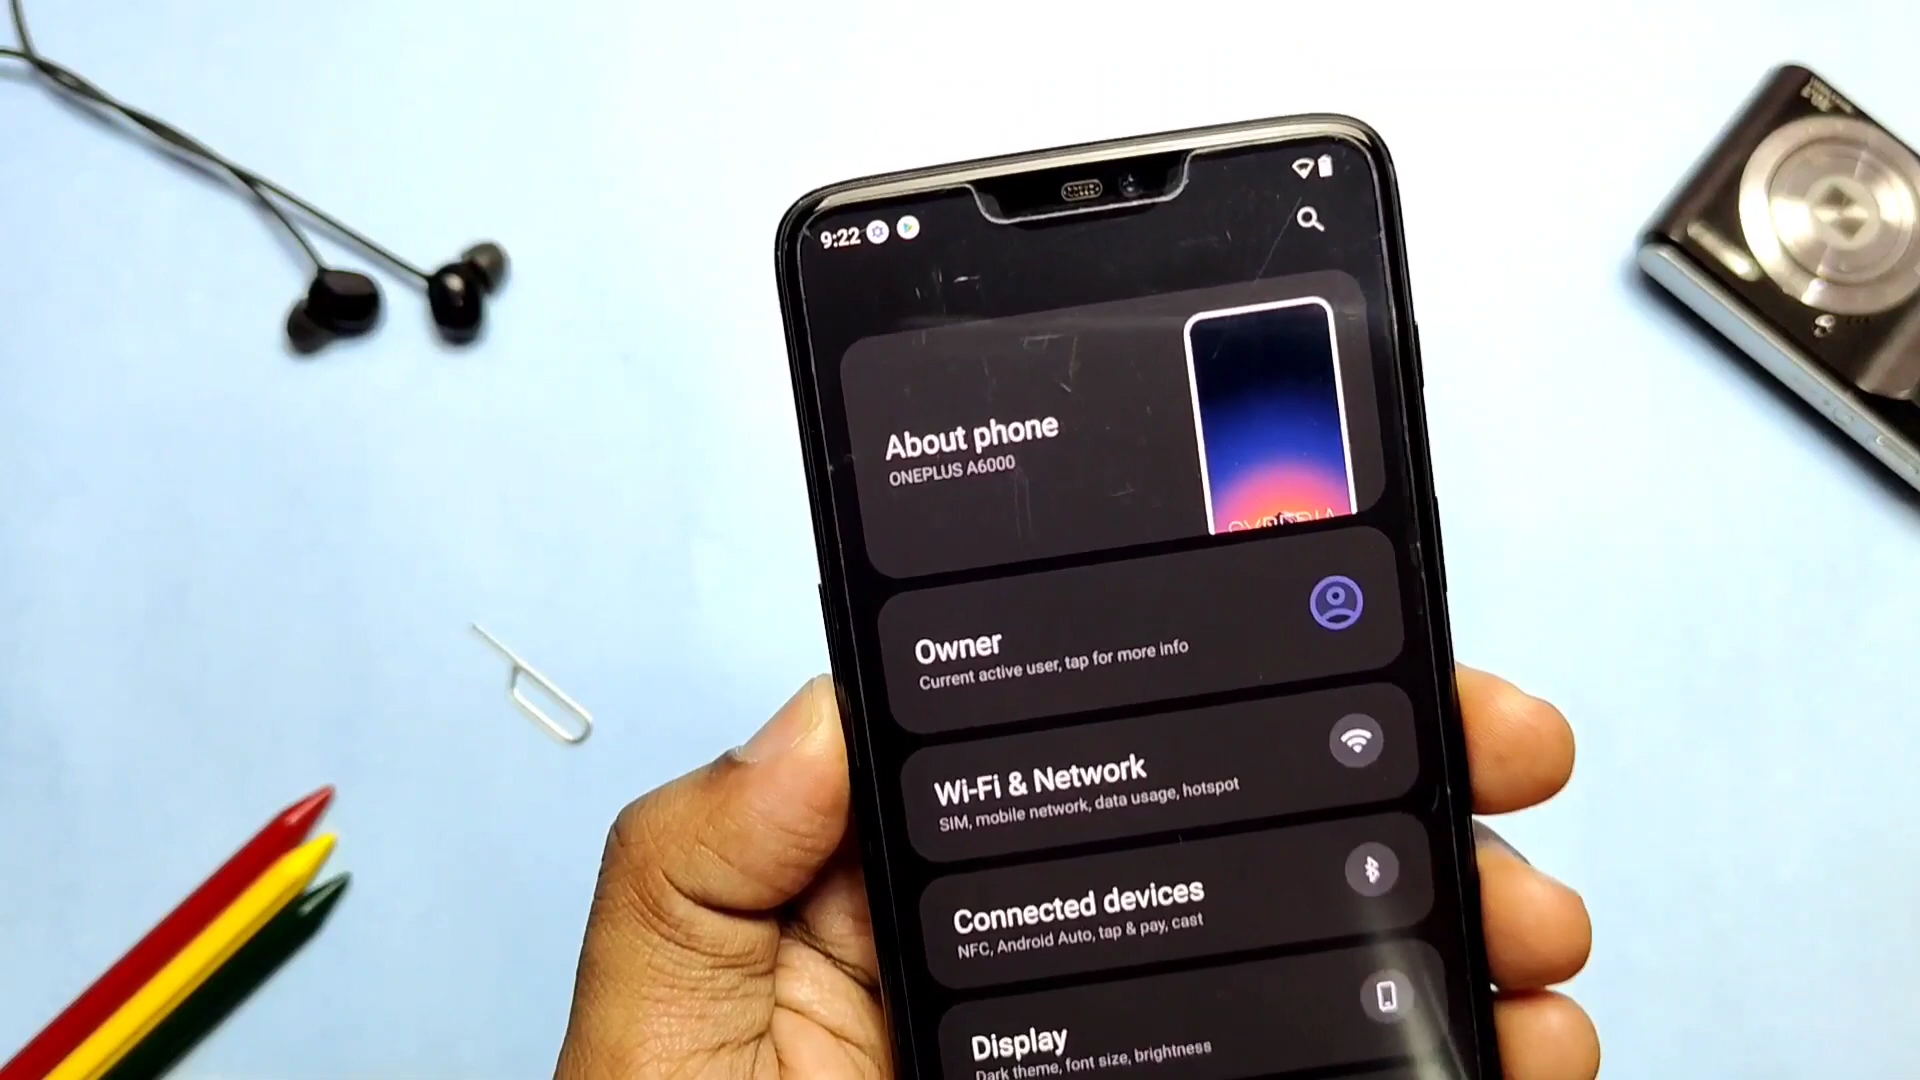 9:22
About phone
ONEPLUS A6000
Owner
Current active user, tap for more info
Wi-Fi & Network
SIM, mobile network, data usage, hotspot
Connected devices
NFC, Android Auto, tap & pay, cast
Display
Dark theme, font size, brightness